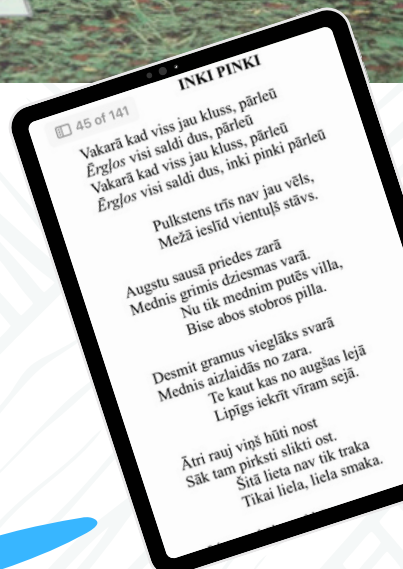 INKI PINKI
45 of 141
Vakarā kad viss jau kluss, pārleū
Ērgļos visi saldi dus, pārleū
Vakarā kad viss jau kluss, pārleū
Ērgļos visi saldi dus, inki pinki pārleū
Pulkstens trīs nav jau vēls,
Mežā ieslīd vientuļš stāvs.
Augstu sausā priedes zarā
Mednis grimis dziesmas varā.
Nu tik mednim putēs villa,
Bise abos stobros pilla.
Desmit gramus vieglāks svarā
Mednis aizlaidās no zara.
Te kaut kas no augšas lejā
Lipīgs iekrīt vīram sejā.
Ātri rauj viņš hūti nost
Sāk tam pirksti slikti ost.
Šitā lieta nav tik traka
Tikai liela, liela smaka.